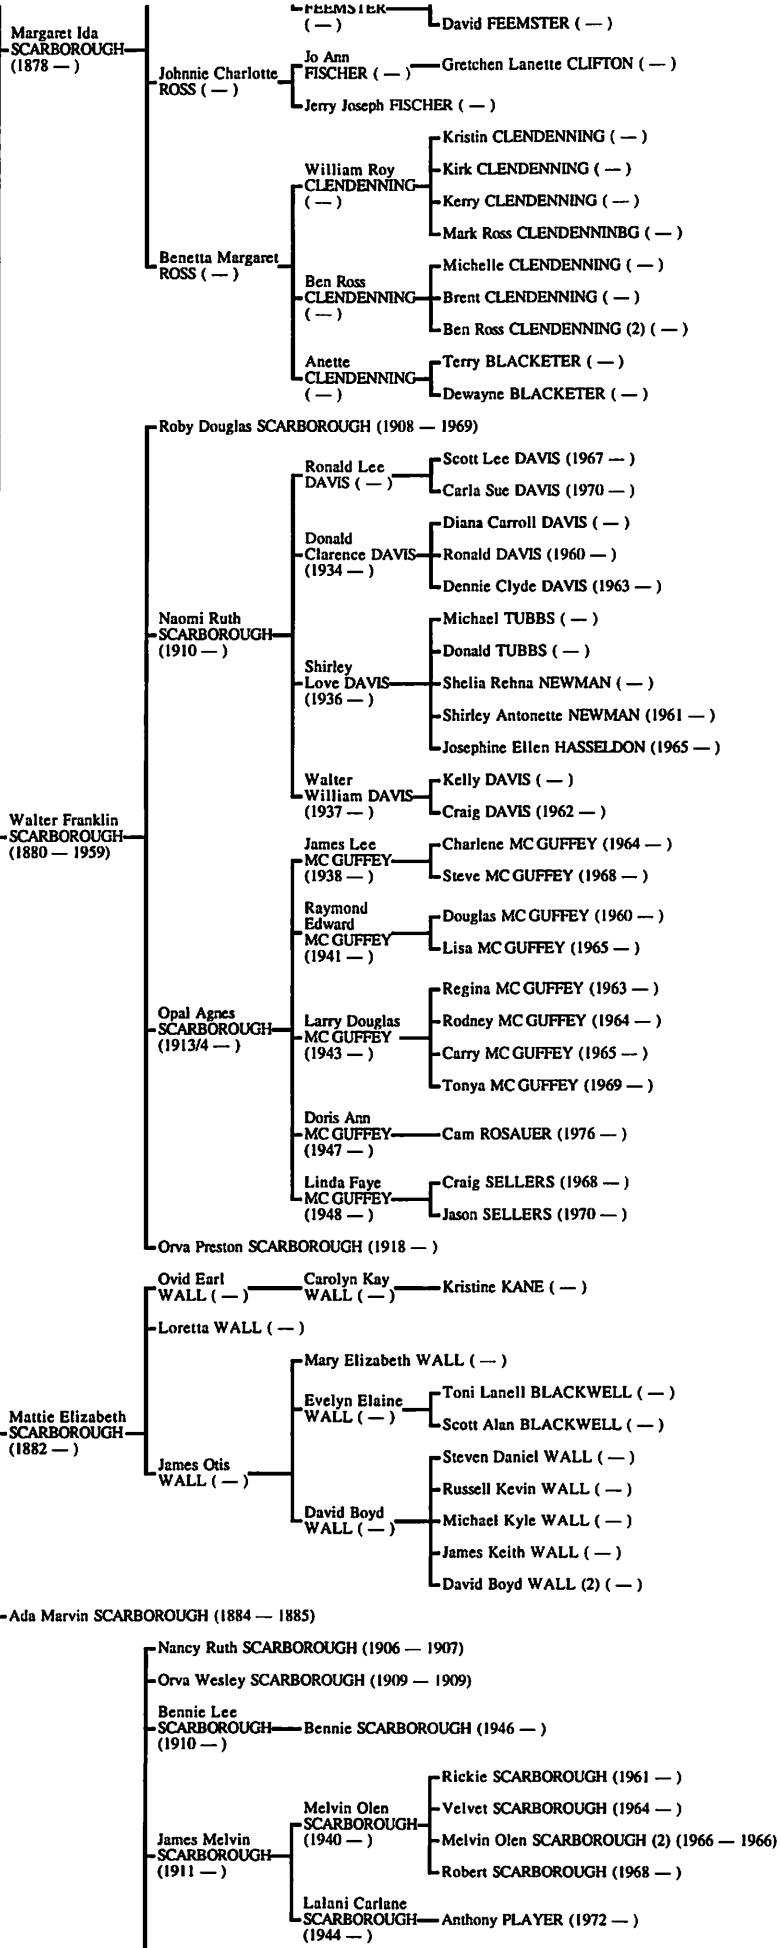 FEEMSTER
( — )
David FEEMSTER ( — )
Margaret Ida
SCARBOROUGH
(1878 — )
Johnnie Charlotte
ROSS ( — )
Jo Ann
FISCHER ( — )
Gretchen Lanette CLIFTON ( — )
Jerry Joseph FISCHER ( — )
Benetta Margaret
ROSS ( — )
William Roy
CLENDENNING
( — )
Kristin CLENDENNING ( — )
Kirk CLENDENNING ( — )
Kerry CLENDENNING ( — )
Mark Ross CLENDENNINBG ( — )
Ben Ross
CLENDENNING
( — )
Michelle CLENDENNING ( — )
Brent CLENDENNING ( — )
Ben Ross CLENDENNING (2) ( — )
Anette
CLENDENNING
( — )
Terry BLACKETER ( — )
Dewayne BLACKETER ( — )
Walter Franklin
SCARBOROUGH
(1880 — 1959)
Roby Douglas SCARBOROUGH (1908 — 1969)
Naomi Ruth
SCARBOROUGH
(1910 — )
Ronald Lee
DAVIS ( — )
Scott Lee DAVIS (1967 — )
Carla Sue DAVIS (1970 — )
Donald
Clarence DAVIS
(1934 — )
Diana Carroll DAVIS ( — )
Ronald DAVIS (1960 — )
Dennie Clyde DAVIS (1963 — )
Shirley
Love DAVIS
(1936 — )
Michael TUBBS ( — )
Donald TUBBS ( — )
Shelia Rehna NEWMAN ( — )
Shirley Antonette NEWMAN (1961 — )
Josephine Ellen HASSELDON (1965 — )
Walter
William DAVIS
(1937 — )
Kelly DAVIS ( — )
Craig DAVIS (1962 — )
Opal Agnes
SCARBOROUGH
(1913/4 — )
James Lee
MC GUFFEY
(1938 — )
Charlene MC GUFFEY (1964 — )
Steve MC GUFFEY (1968 — )
Raymond
Edward
MC GUFFEY
(1941 — )
Douglas MC GUFFEY (1960 — )
Lisa MC GUFFEY (1965 — )
Larry Douglas
MC GUFFEY
(1943 — )
Regina MC GUFFEY (1963 — )
Rodney MC GUFFEY (1964 — )
Carry MC GUFFEY (1965 — )
Tonya MC GUFFEY (1969 — )
Doris Ann
MC GUFFEY
(1947 — )
Cam ROSAUER (1976 — )
Linda Faye
MC GUFFEY
(1948 — )
Craig SELLERS (1968 — )
Jason SELLERS (1970 — )
Orva Preston SCARBOROUGH (1918 — )
Mattie Elizabeth
SCARBOROUGH
(1882 — )
Ovid Earl
WALL ( — )
Carolyn Kay
WALL ( — )
Kristine KANE ( — )
Loretta WALL ( — )
James Otis
WALL ( — )
Mary Elizabeth WALL ( — )
Evelyn Elaine
WALL ( — )
Toni Lanell BLACKWELL ( — )
Scott Alan BLACKWELL ( — )
David Boyd
WALL ( — )
Steven Daniel WALL ( — )
Russell Kevin WALL ( — )
Michael Kyle WALL ( — )
James Keith WALL ( — )
David Boyd WALL (2) ( — )
Ada Marvin SCARBOROUGH (1884 — 1885)
Nancy Ruth SCARBOROUGH (1906 — 1907)
Orva Wesley SCARBOROUGH (1909 — 1909)
Bennie Lee
SCARBOROUGH
(1910 — )
Bennie SCARBOROUGH (1946 — )
James Melvin
SCARBOROUGH
(1911 — )
Melvin Olen
SCARBOROUGH
(1940 — )
Rickie SCARBOROUGH (1961 — )
Velvet SCARBOROUGH (1964 — )
Melvin Olen SCARBOROUGH (2) (1966 — 1966)
Robert SCARBOROUGH (1968 — )
Lalani Carlane
SCARBOROUGH
(1944 — )
Anthony PLAYER (1972 — )